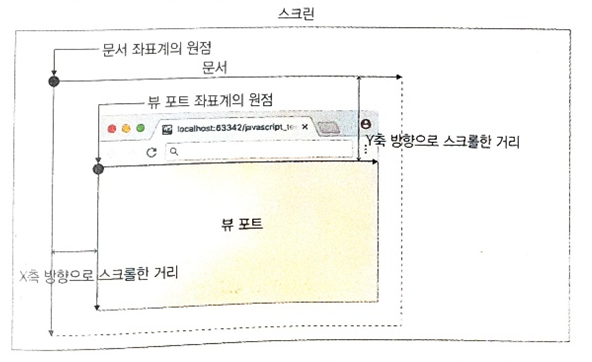 스크린
문서 좌표계의 원점
문서
뷰 포트 좌표계의 원점
localhost:63342/javascript_te
Y축 방향으로 스크롤한 거리
뷰 포트
X축 방향으로 스크롤한 거리